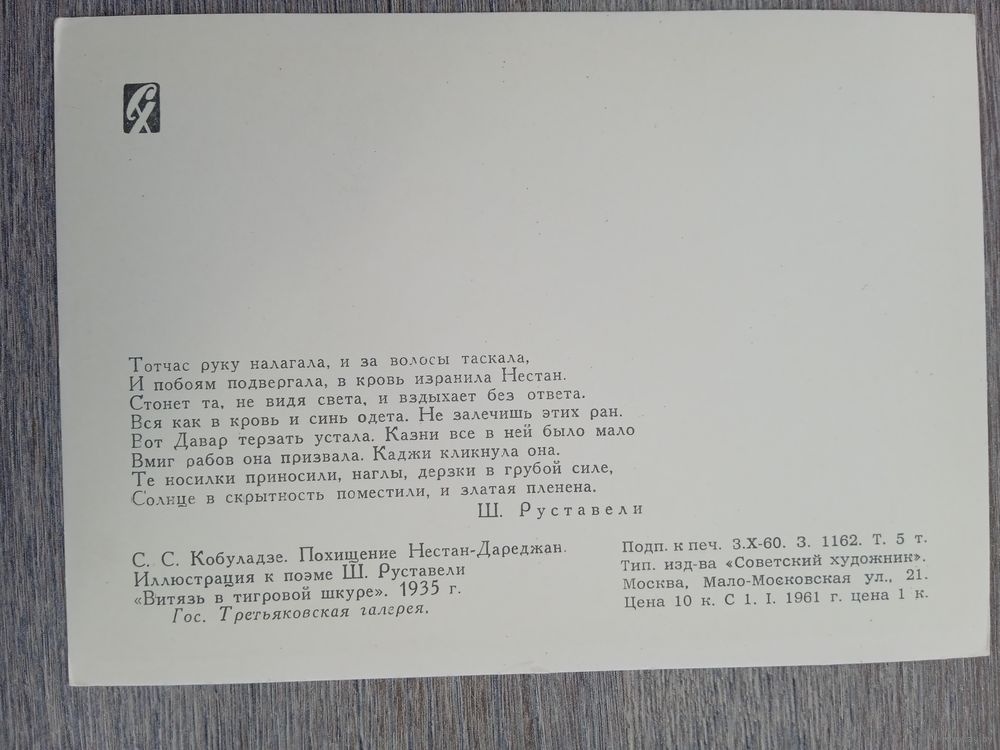 СХ
Тотчас руку налагала, и за волосы таскала,
И побоям подвергала, в кровь изранила Нестан.
Стонет та, не видя света, и вздыхает без ответа.
Вся как в кровь и синь одета. Не залечишь этих ран.
Вот Давар терзать устала. Казни все в ней было мало
Вмиг рабов она призвала. Каджи кликнула она.
Те носилки приносили, наглы, дерзки в грубой силе,
Солнце в скрытность поместили, и златая пленена.
Ш. Руставели
С. С. Кобуладзе. Похищение Нестан-Дареджан.
Иллюстрация к поэме Ш. Руставели
«Витязь в тигровой шкуре». 1935 г.
Гос. Третьяковская галерея.
Подп. к печ. 3.X-60. З. 1162. Т. 5 т.
Тип. изд-ва «Советский художник».
Москва, Мало-Московская ул., 21.
Цена 10 к. С 1. I. 1961 г. цена 1 к.